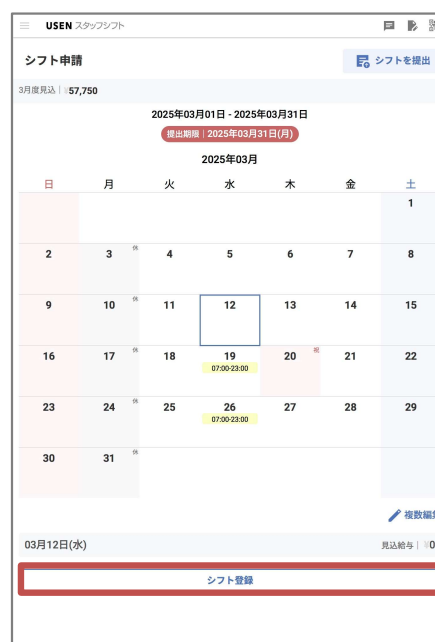 USEN スタッフシフト
シフト申請
シフトを提出
3月度見込 | ¥57,750
2025年03月01日 - 2025年03月31日
提出期限 | 2025年03月31日(月)
2025年03月
日 月 火 水 木 金 土
1
休
2 3 4 5 6 7 8
休
9 10 11 12 13 14 15
休 祝
16 17 18 19 20 21 22
07:00-23:00
休
23 24 25 26 27 28 29
07:00-23:00
休
30 31
複数編集
03月12日(水) 見込給与 | ¥0
シフト登録